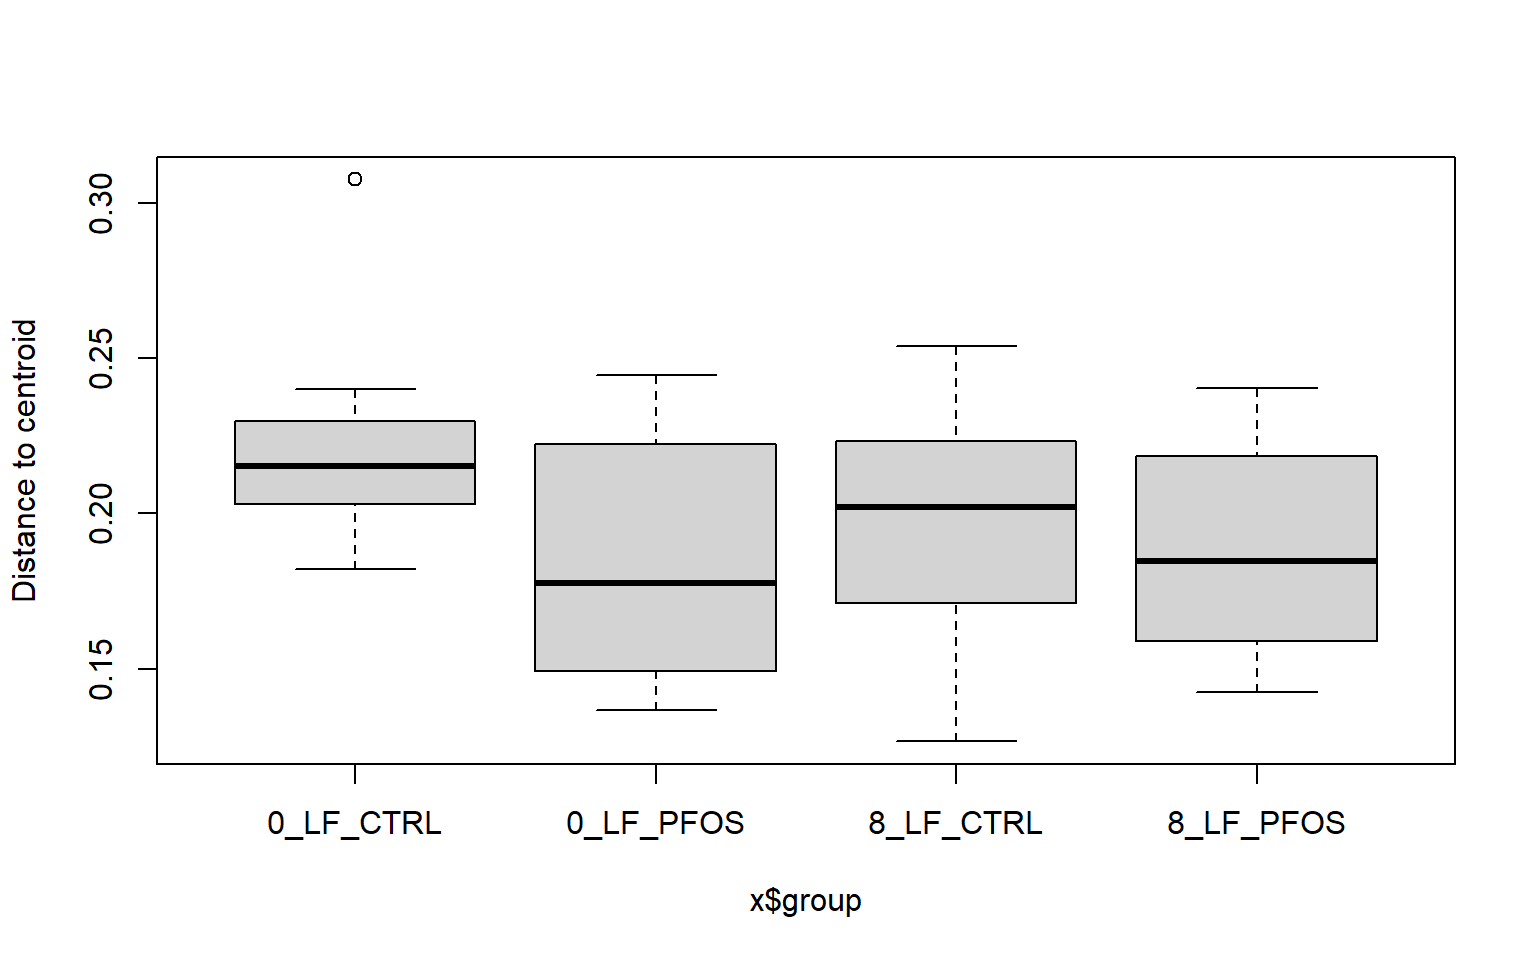 Distance to centroid
0.30
0.25
0.20
0.15
0_LF_CTRL 0_LF_PFOS 8_LF_CTRL 8_LF_PFOS
x$group